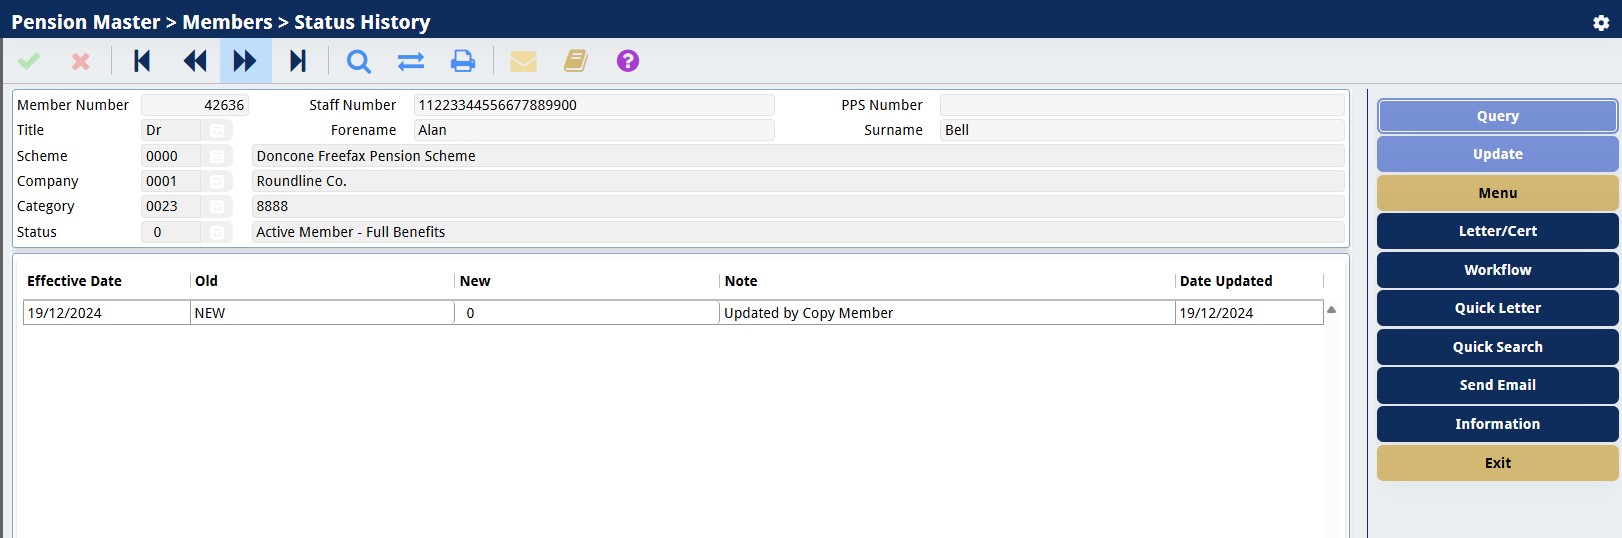 Pension Master > Members > Status History
Member Number 42636 Staff Number 11223344556677889900 PPS Number
Title Dr Forename Alan Surname Bell
Scheme 0000 Doncone Freefax Pension Scheme
Company 0001 Roundline Co.
Category 0023 8888
Status 0 Active Member - Full Benefits
Effective Date Old New Note Date Updated
19/12/2024 NEW 0 Updated by Copy Member 19/12/2024
Query
Update
Menu
Letter/Cert
Workflow
Quick Letter
Quick Search
Send Email
Information
Exit